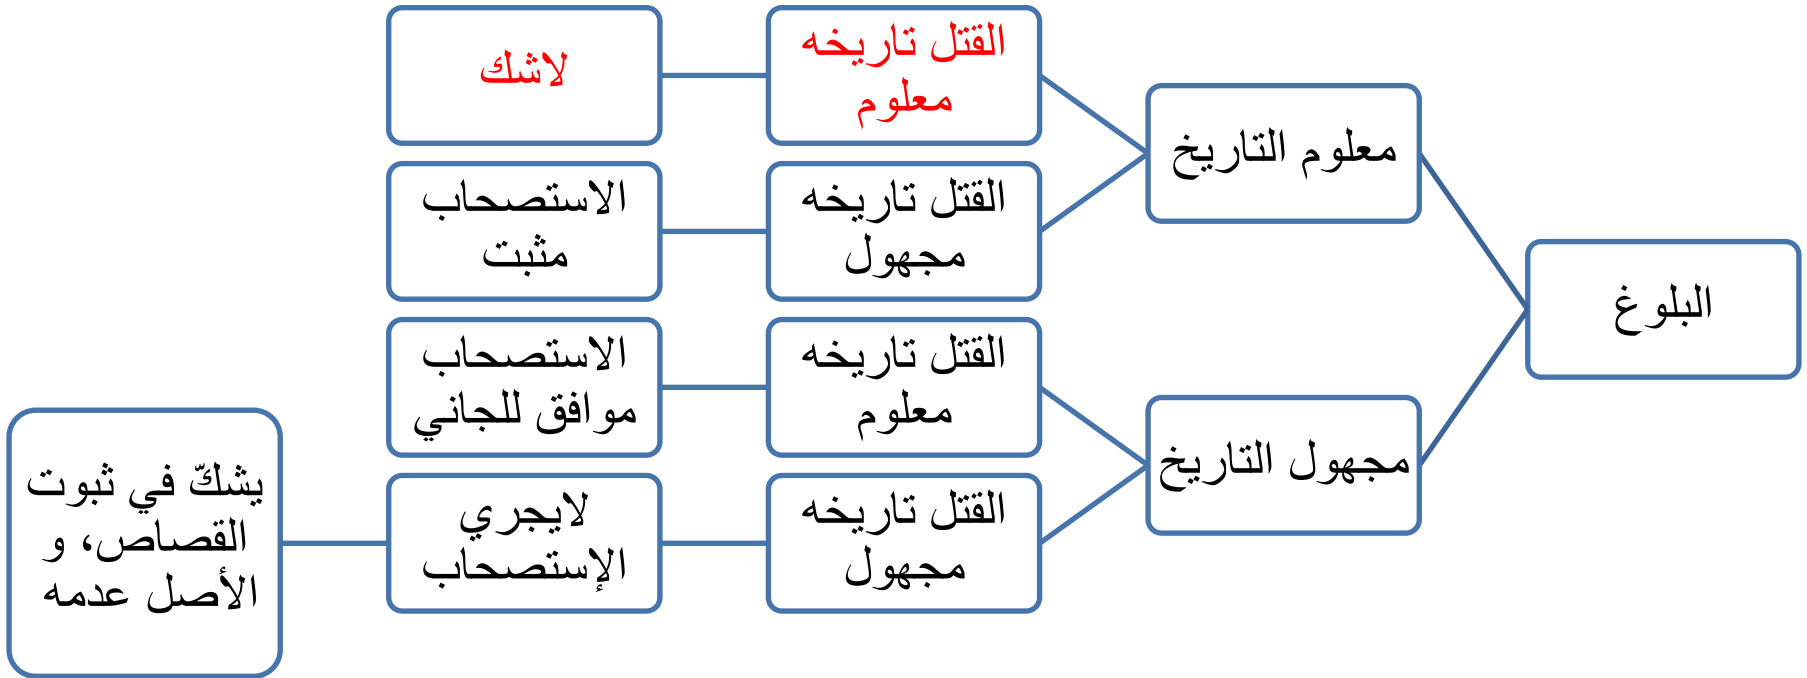 البلوغ
معلوم التاريخ
القتل تاريخه
معلوم
لاشك
القتل تاريخه
مجهول
الاستصحاب
مثبت
مجهول التاريخ
القتل تاريخه
معلوم
الاستصحاب
موافق للجاني
القتل تاريخه
مجهول
لايجري
الإستصحاب
يشكّ في ثبوت
القصاص، و
الأصل عدمه